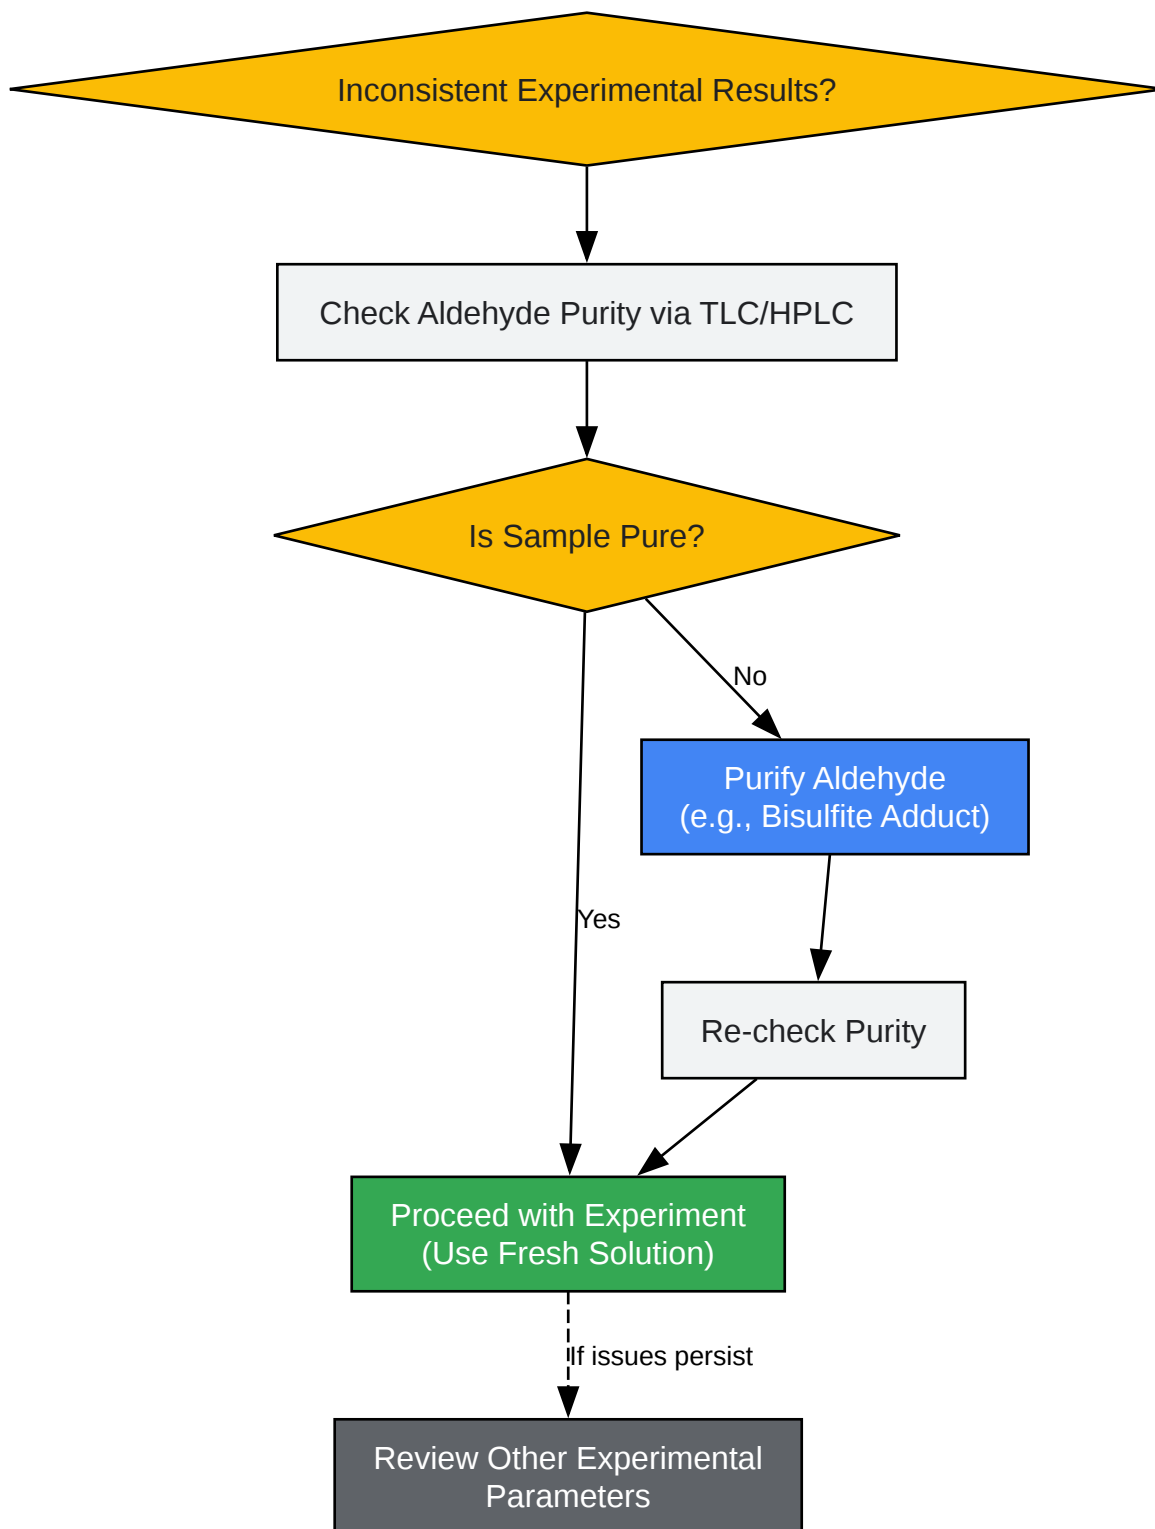 Inconsistent Experimental Results?
Check Aldehyde Purity via TLC/HPLC
Is Sample Pure?
No
Purify Aldehyde
(e.g., Bisulfite Adduct)
Yes
Re-check Purity
Proceed with Experiment
(Use Fresh Solution)
If issues persist
Review Other Experimental
Parameters